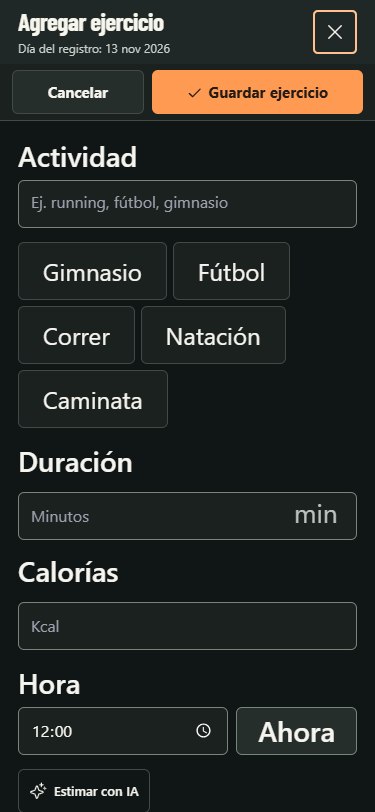 Agregar ejercicio
Día del registro: 13 nov 2026
Cancelar
Guardar ejercicio
Actividad
Ej. running, fútbol, gimnasio
Gimnasio
Fútbol
Correr
Natación
Caminata
Duración
Minutos
min
Calorías
Kcal
Hora
12:00
Ahora
Estimar con IA